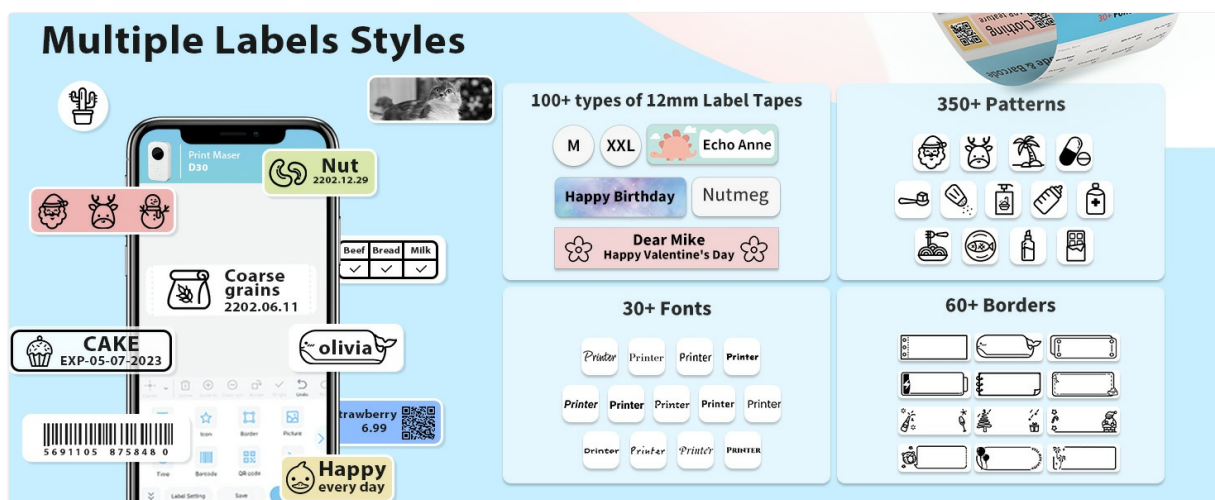 Multiple Labels Styles
Clothing
Print Maser
D30
Nut
2202.12.29
Beef Bread Milk
Coarse
grains
2202.06.11
CAKE
EXP-05-07-2023
olivia
Undo
Icon
Border
Picture
trawberry
6.99
5691105 875848 0
Time
Barcode
QR code
Happy
every day
Label Setting
Save
100+ types of 12mm Label Tapes
M
XXL
Echo Anne
Happy Birthday
Nutmeg
Dear Mike
Happy Valentine's Day
350+ Patterns
30+ Fonts
Printer Printer Printer Printer
Printer Printer Printer Printer Printer
Printer Printer Printer PRINTER
60+ Borders